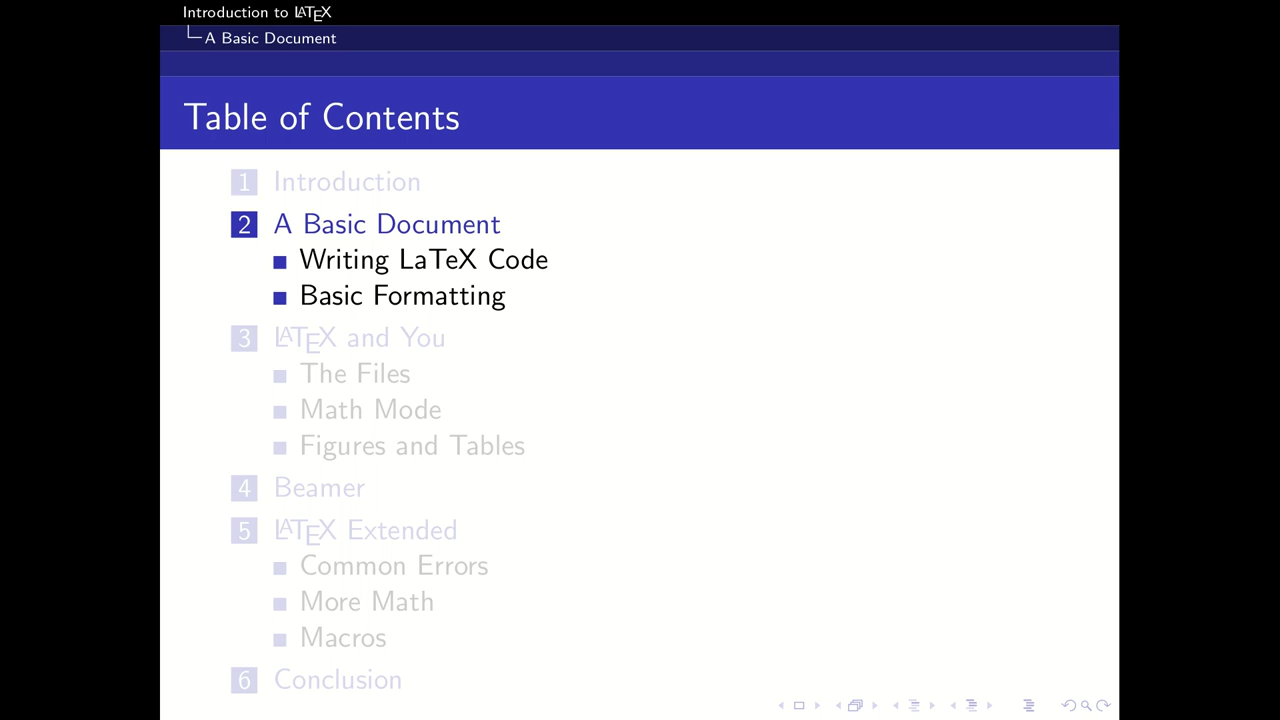 Introduction to LATEX
A Basic Document
Table of Contents
1 Introduction
2 A Basic Document
Writing LaTeX Code
Basic Formatting
3 LATEX and You
The Files
Math Mode
Figures and Tables
4 Beamer
5 LATEX Extended
Common Errors
More Math
Macros
6 Conclusion